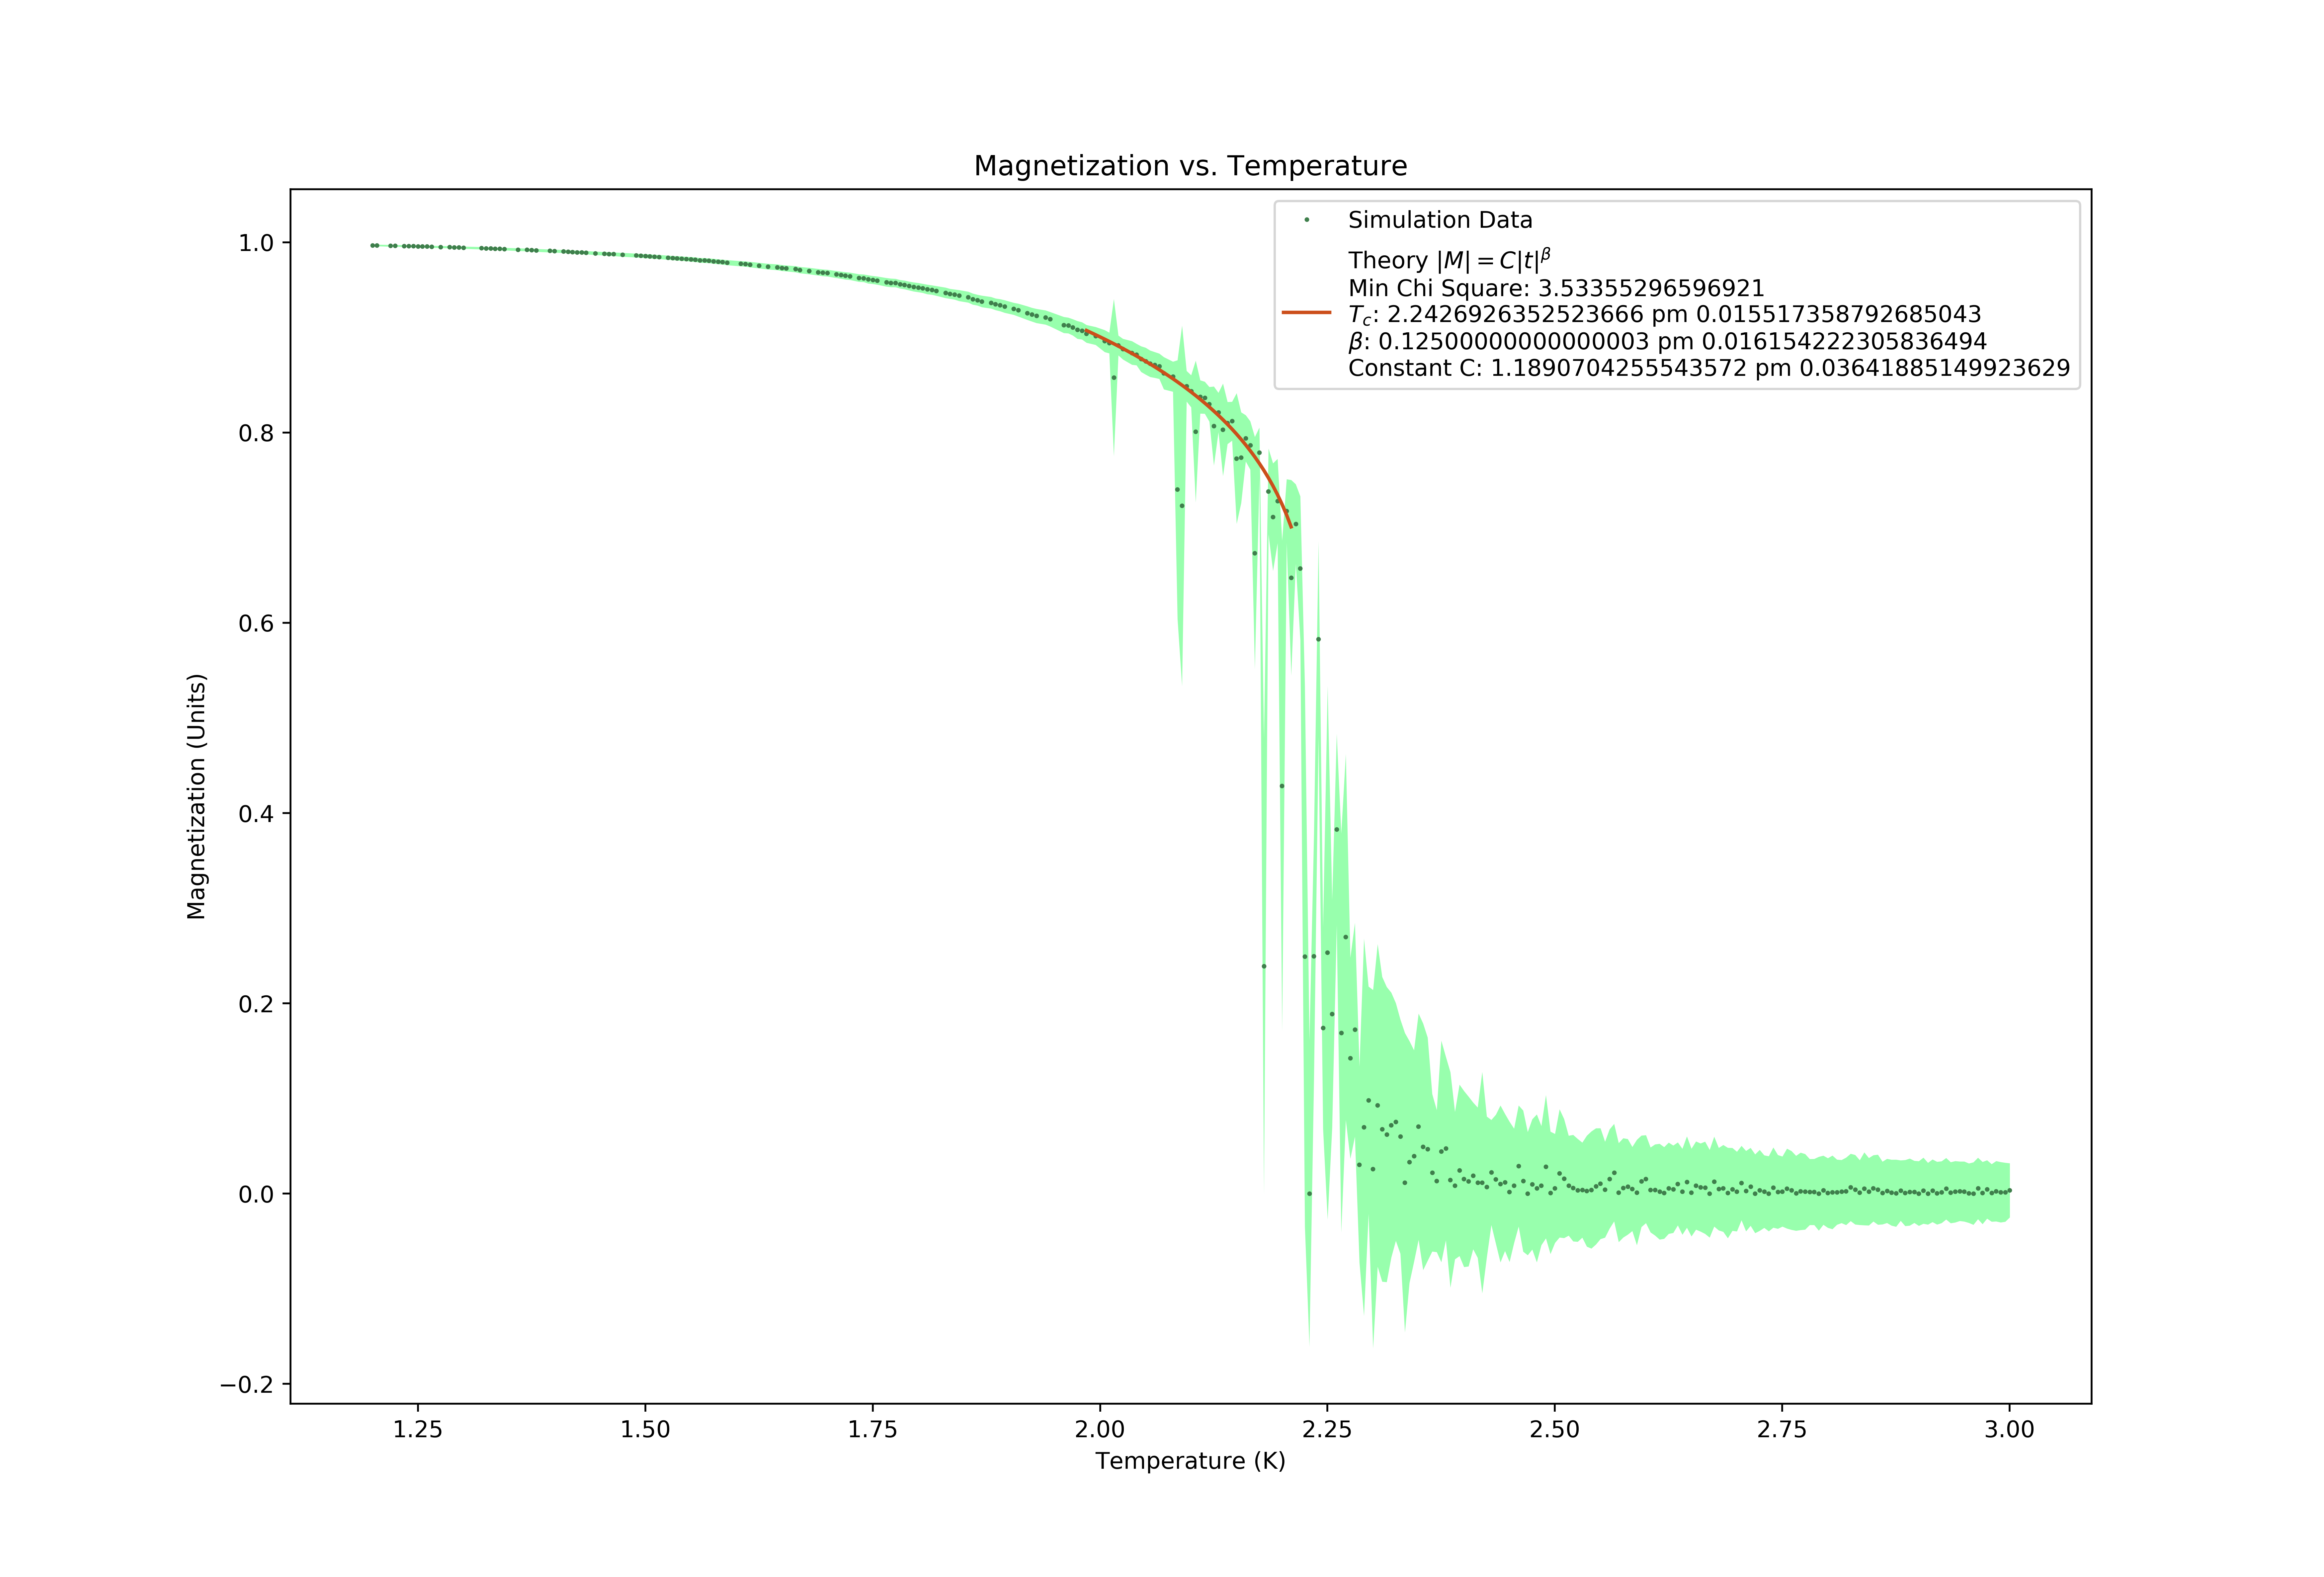 Magnetization vs. Temperature
Simulation Data
Theory |M| = C|t|^β
Min Chi Square: 3.53355296596921
T_c: 2.2426926352523666 pm 0.015517358792685043
β: 0.12500000000000003 pm 0.016154222305836494
Constant C: 1.1890704255543572 pm 0.03641885149923629
1.0
0.8
0.6
0.4
0.2
0.0
−0.2
Magnetization (Units)
1.25 1.50 1.75 2.00 2.25 2.50 2.75 3.00
Temperature (K)